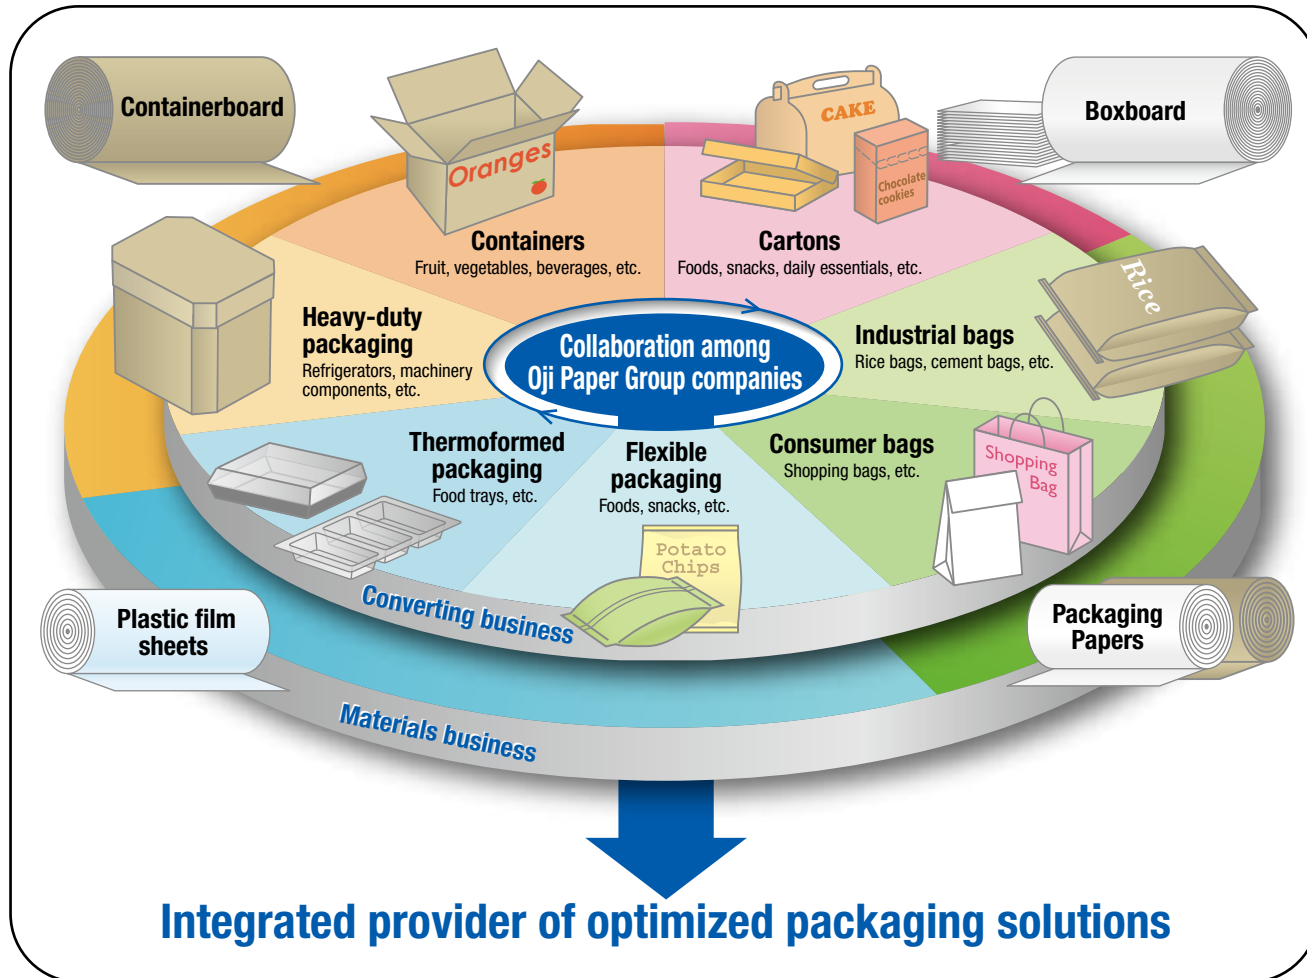 Containerboard
Boxboard
Oranges
CAKE
Chocolate
cookies
Containers
Fruit, vegetables, beverages, etc.
Cartons
Foods, snacks, daily essentials, etc.
Rice
Heavy-duty
packaging
Refrigerators, machinery
components, etc.
Collaboration among
Oji Paper Group companies
Industrial bags
Rice bags, cement bags, etc.
Thermoformed
packaging
Food trays, etc.
Flexible
packaging
Foods, snacks, etc.
Consumer bags
Shopping bags, etc.
Shopping
Bag
Potato
Chips
Converting business
Plastic film
sheets
Packaging
Papers
Materials business
Integrated provider of optimized packaging solutions